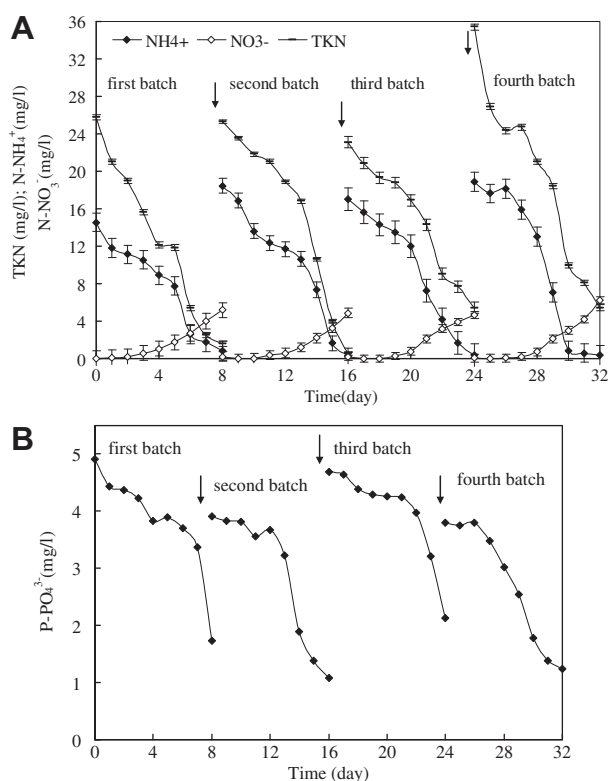 A
NH4+ NO3- TKN
first batch second batch third batch fourth batch
TKN (mg/l); N-NH₄⁺(mg/l)
N-NO₃⁻(mg/l)
36
32
28
24
20
16
12
8
4
0
0 4 8 12 16 20 24 28 32
Time(day)
B
first batch second batch third batch fourth batch
P-PO₄³⁻(mg/l)
6
5
4
3
2
1
0
0 4 8 12 16 20 24 28 32
Time (day)